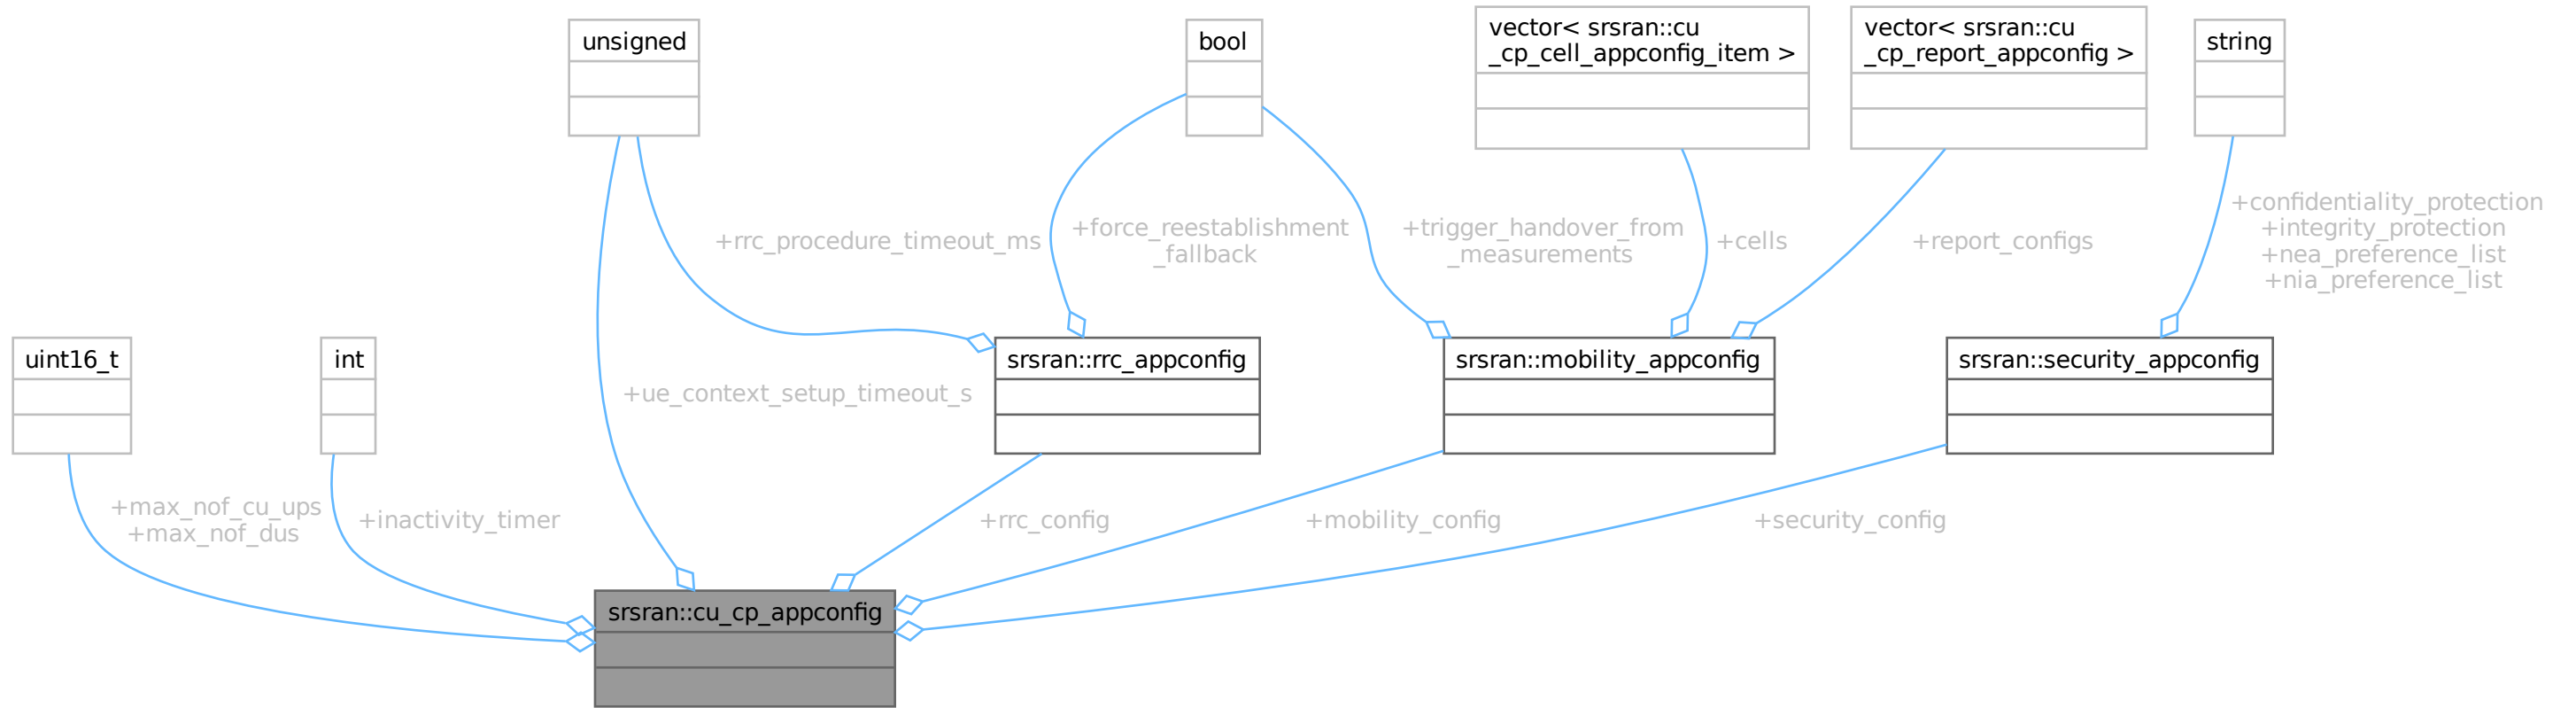 unsigned
bool
vector< srsran::cu
_cp_cell_appconfig_item >
vector< srsran::cu
_cp_report_appconfig >
string
+rrc_procedure_timeout_ms
+force_reestablishment
_fallback
+trigger_handover_from
_measurements
+cells
+report_configs
+confidentiality_protection
+integrity_protection
+nea_preference_list
+nia_preference_list
uint16_t
int
+ue_context_setup_timeout_s
srsran::rrc_appconfig
srsran::mobility_appconfig
srsran::security_appconfig
+max_nof_cu_ups
+max_nof_dus
+inactivity_timer
+rrc_config
+mobility_config
+security_config
srsran::cu_cp_appconfig